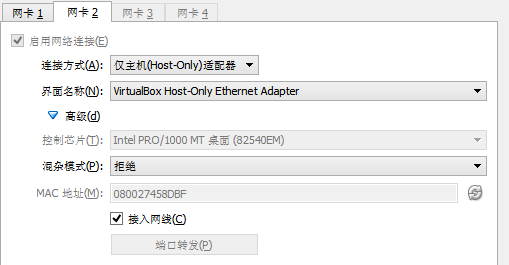 网卡 1 网卡 2 网卡 3 网卡 4
启用网络连接(E)
连接方式(A): 仅主机(Host-Only)适配器
界面名称(N): VirtualBox Host-Only Ethernet Adapter
高级(d)
控制芯片(T): Intel PRO/1000 MT 桌面 (82540EM)
混杂模式(P): 拒绝
MAC 地址(M): 080027458DBF
接入网线(C)
端口转发(P)